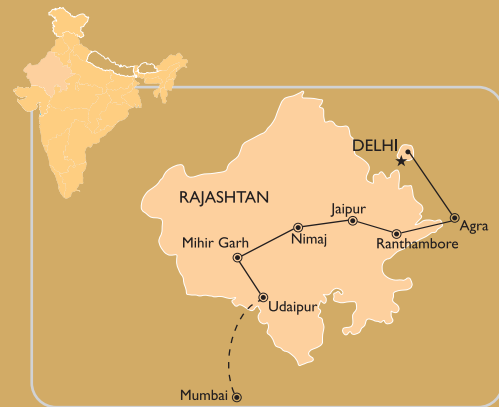 DELHI
RAJASHTAN
Jaipur
Agra
Nimaj
Ranthambore
Mihir Garh
Udaipur
Mumbai